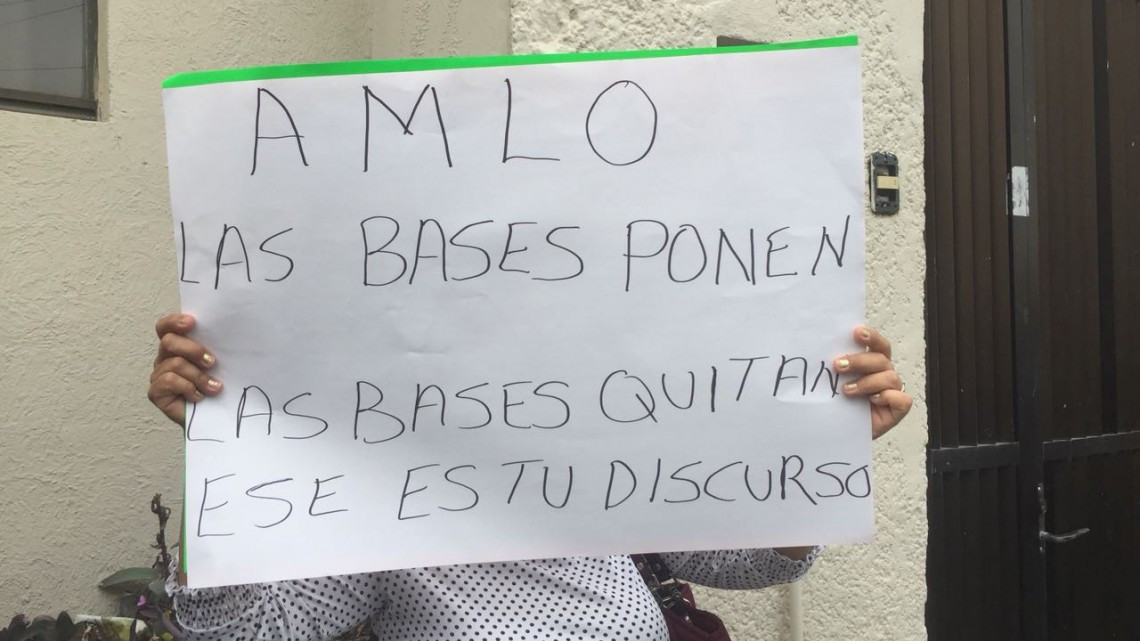 AMLO
LAS BASES PONEN
LAS BASES QUITAN
ESE ES TU DISCURSO